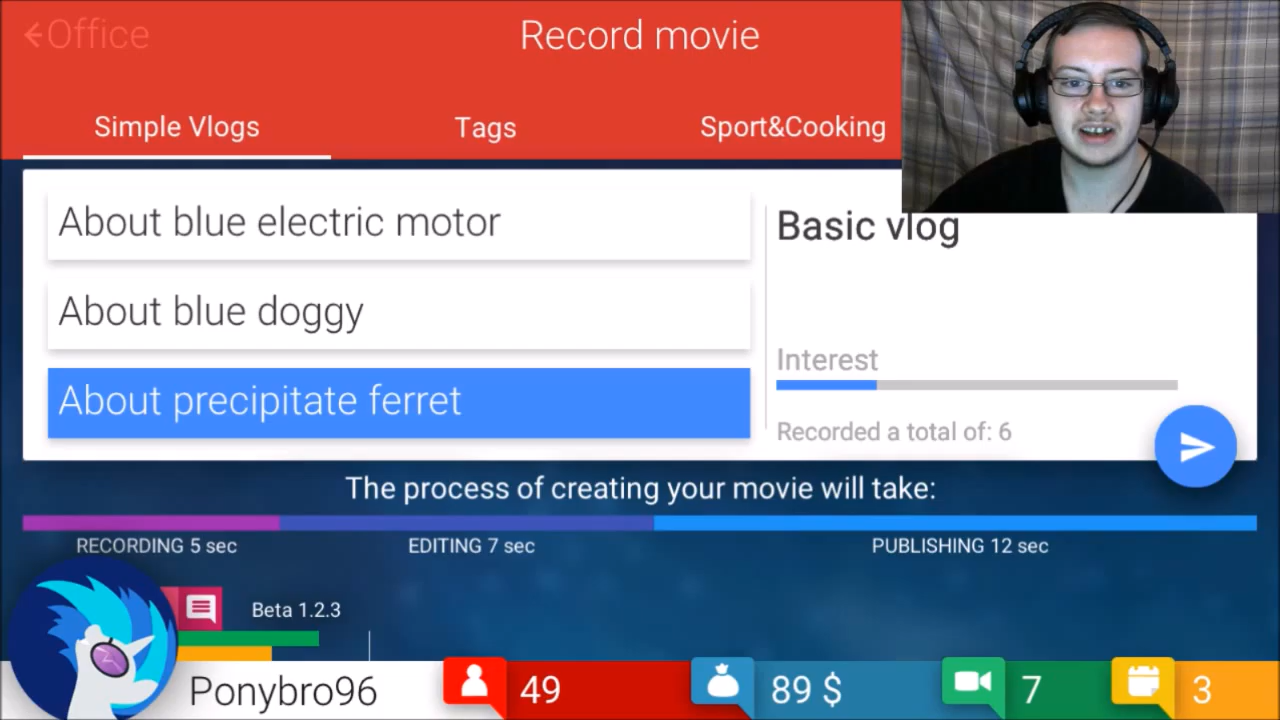 Office
Record movie
Simple Vlogs
Tags
Sport&Cooking
About blue electric motor
About blue doggy
About precipitate ferret
Basic vlog
Interest
Recorded a total of: 6
The process of creating your movie will take:
RECORDING 5 sec
EDITING 7 sec
PUBLISHING 12 sec
Beta 1.2.3
Ponybro96
49
89 $
7
3